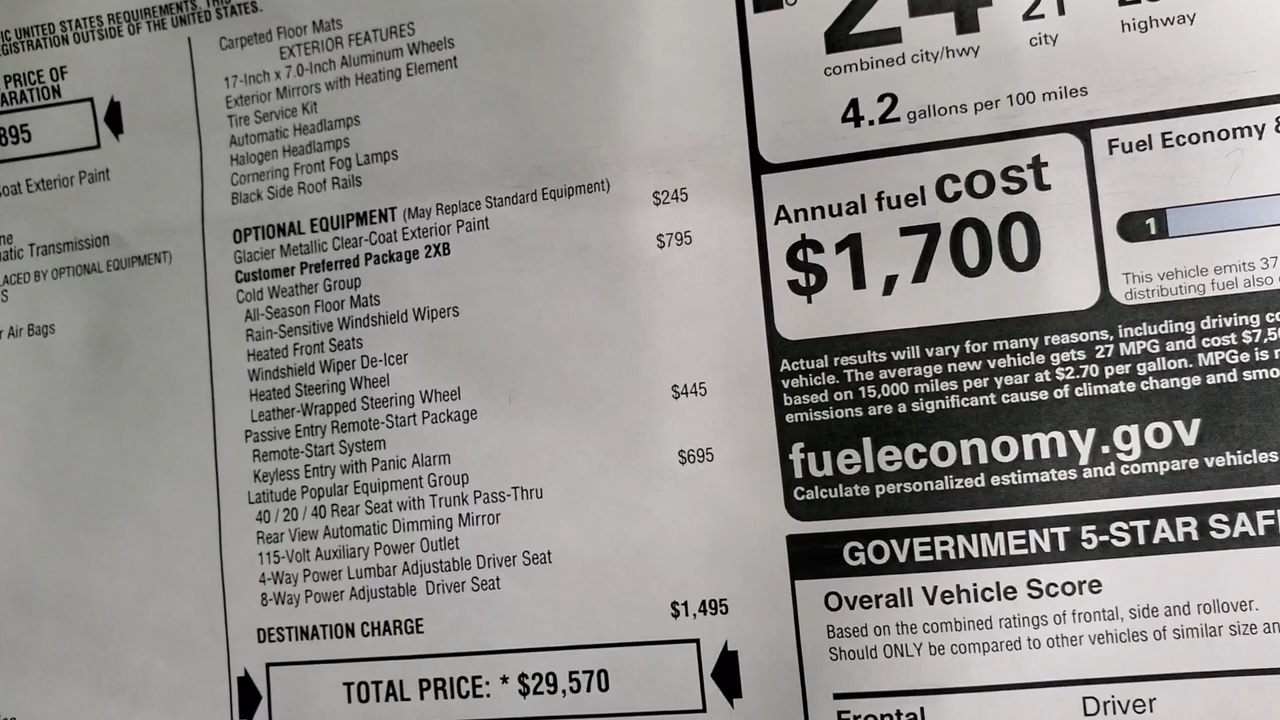 IC UNITED STATES REQUIREMENTS. THIS
GISTRATION OUTSIDE OF THE UNITED STATES.
PRICE OF
ARATION
895
oat Exterior Paint
ne
atic Transmission
LACED BY OPTIONAL EQUIPMENT)
S
r Air Bags
Carpeted Floor Mats
EXTERIOR FEATURES
17-Inch x 7.0-Inch Aluminum Wheels
Exterior Mirrors with Heating Element
Tire Service Kit
Automatic Headlamps
Halogen Headlamps
Cornering Front Fog Lamps
Black Side Roof Rails
OPTIONAL EQUIPMENT (May Replace Standard Equipment)
Glacier Metallic Clear-Coat Exterior Paint $245
Customer Preferred Package 2XB
Cold Weather Group $795
All-Season Floor Mats
Rain-Sensitive Windshield Wipers
Heated Front Seats
Windshield Wiper De-Icer
Heated Steering Wheel
Leather-Wrapped Steering Wheel
Passive Entry Remote-Start Package $445
Remote-Start System
Keyless Entry with Panic Alarm
Latitude Popular Equipment Group $695
40 / 20 / 40 Rear Seat with Trunk Pass-Thru
Rear View Automatic Dimming Mirror
115-Volt Auxiliary Power Outlet
4-Way Power Lumbar Adjustable Driver Seat
8-Way Power Adjustable Driver Seat
DESTINATION CHARGE $1,495
TOTAL PRICE: * $29,570
24 21
combined city/hwy city highway
4.2 gallons per 100 miles
Annual fuel cost
$1,700
Fuel Economy &
1
This vehicle emits 37
distributing fuel also
Actual results will vary for many reasons, including driving co
vehicle. The average new vehicle gets 27 MPG and cost $7,50
based on 15,000 miles per year at $2.70 per gallon. MPGe is
emissions are a significant cause of climate change and smo
fueleconomy.gov
Calculate personalized estimates and compare vehicles
GOVERNMENT 5-STAR SAF
Overall Vehicle Score
Based on the combined ratings of frontal, side and rollover.
Should ONLY be compared to other vehicles of similar size an
Frontal Driver